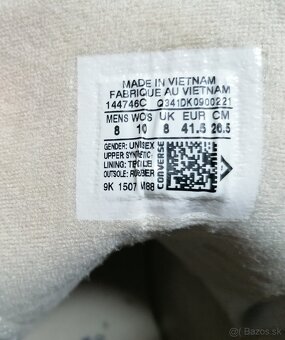 MADE IN VIETNAM
FABRIQUE AU VIETNAM
144746C Q341DK0900221
MENS WO'S UK EUR CM
8 10 8 41.5 26.5
GENDER: UNISEX
UPPER: SYNTHETIC
LINING: TEXTILE
OUTSOLE: RUBBER
9K 1507 M88
CONVERSE
Bazos.sk